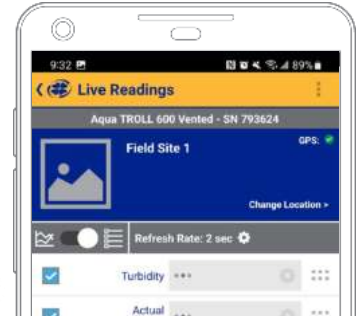 9:32 89%
Live Readings
Aqua TROLL 600 Vented - SN 793624
Field Site 1 GPS:
Change Location >
Refresh Rate: 2 sec
Turbidity
Actual